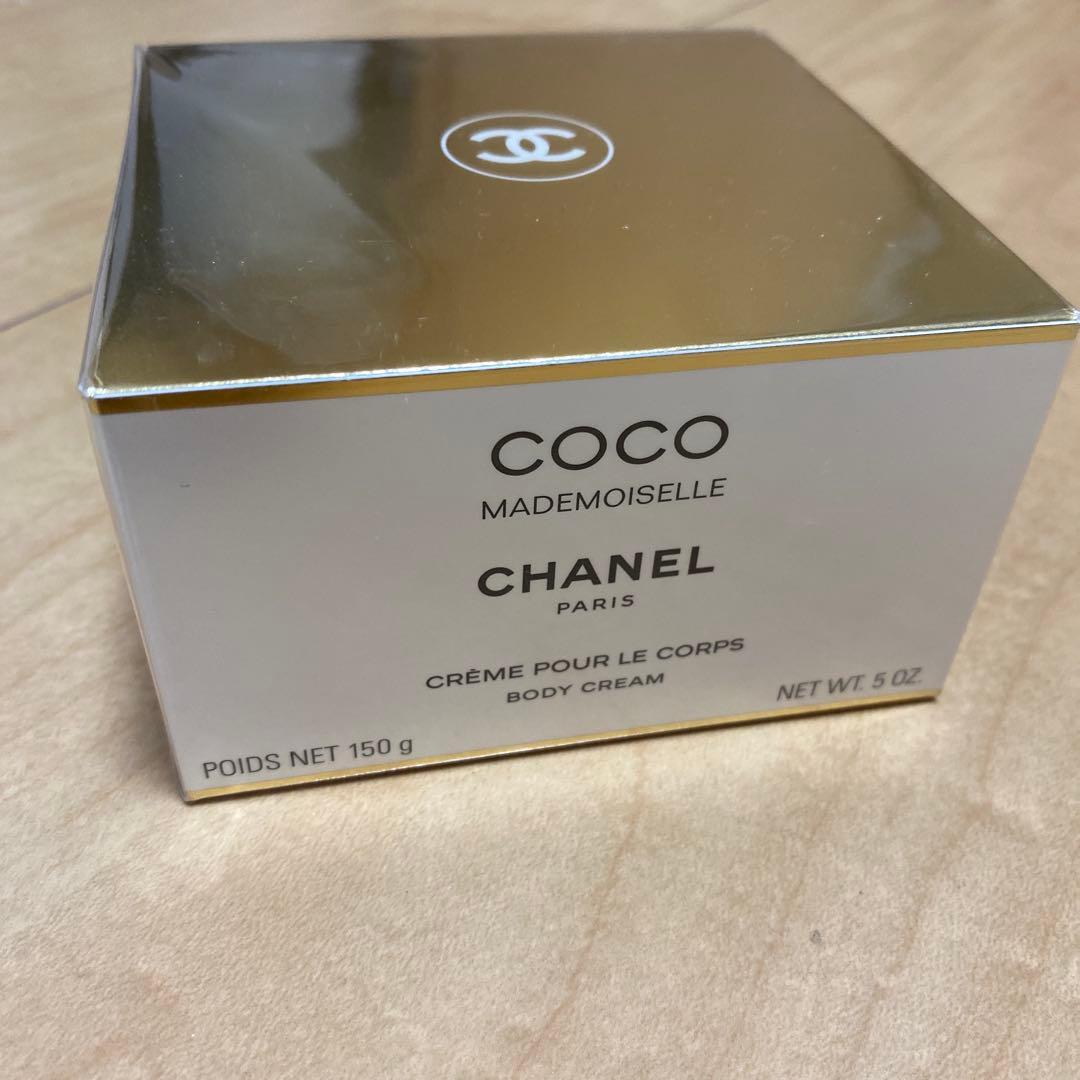 COCO
MADEMOISELLE
CHANEL
PARIS
CRÈME POUR LE CORPS
BODY CREAM
POIDS NET 150 g
NET WT. 5 OZ.